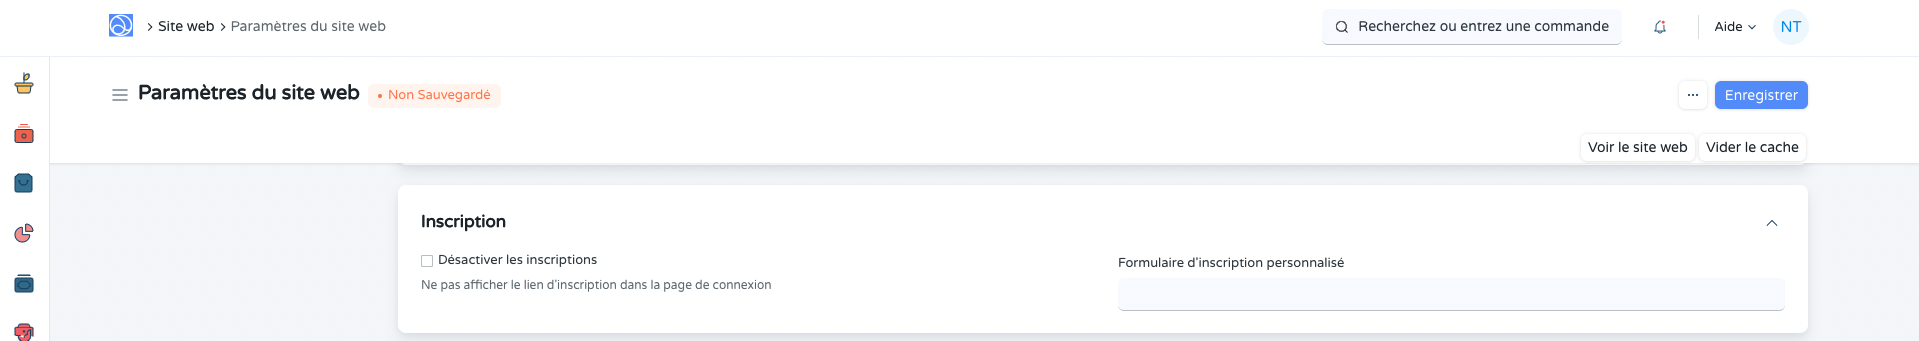 Site web Paramètres du site web
Recherchez ou entrez une commande
Aide
NT
Paramètres du site web
Non Sauvegardé
...
Enregistrer
Voir le site web
Vider le cache
Inscription
Désactiver les inscriptions
Ne pas afficher le lien d'inscription dans la page de connexion
Formulaire d'inscription personnalisé